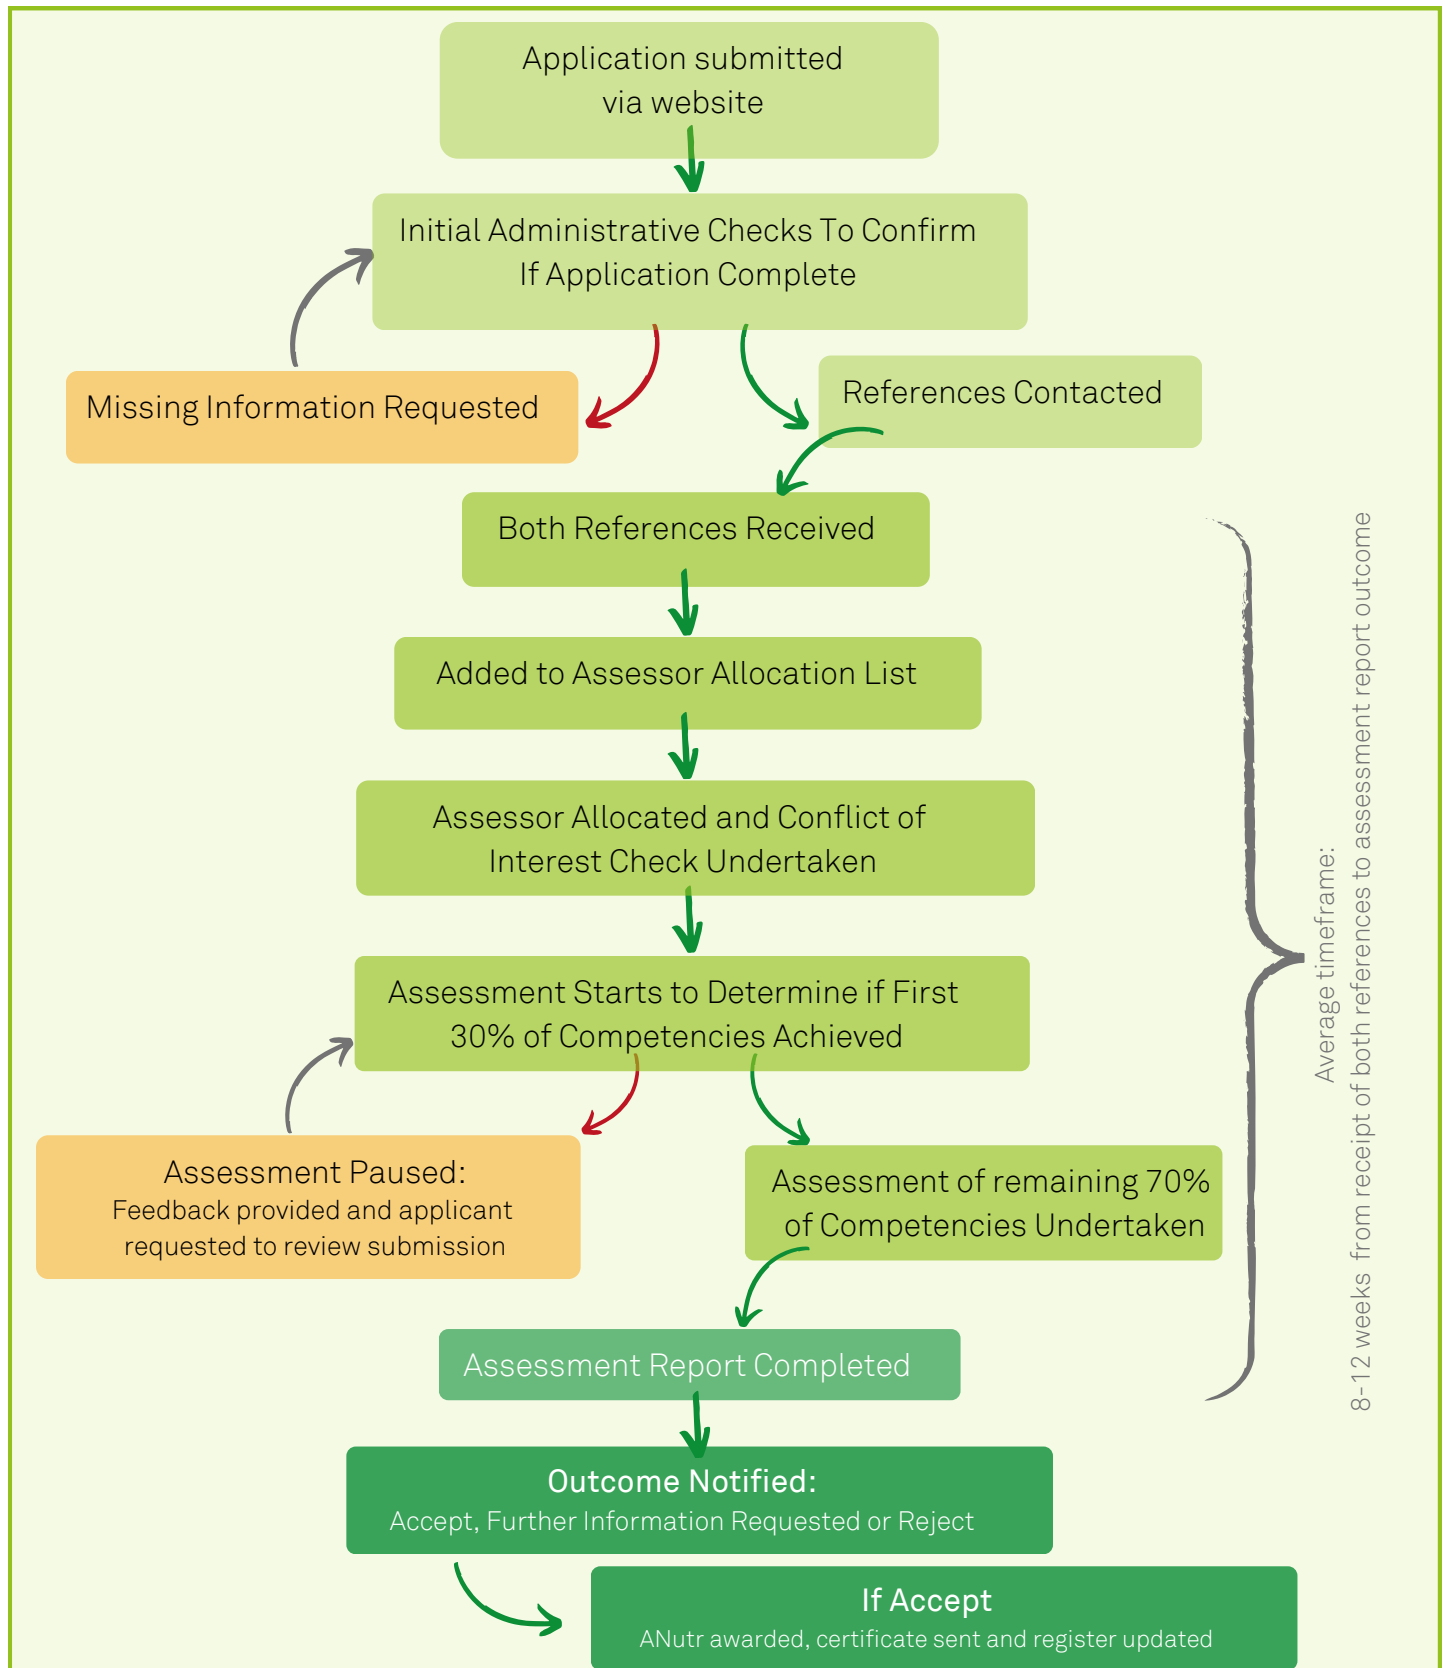 Application submitted
via website
Initial Administrative Checks To Confirm
If Application Complete
Missing Information Requested
References Contacted
Both References Received
Added to Assessor Allocation List
Assessor Allocated and Conflict of
Interest Check Undertaken
Assessment Starts to Determine if First
30% of Competencies Achieved
Assessment Paused:
Feedback provided and applicant
requested to review submission
Assessment of remaining 70%
of Competencies Undertaken
Assessment Report Completed
Average timeframe:
8-12 weeks from receipt of both references to assessment report outcome
Outcome Notified:
Accept, Further Information Requested or Reject
If Accept
ANutr awarded, certificate sent and register updated